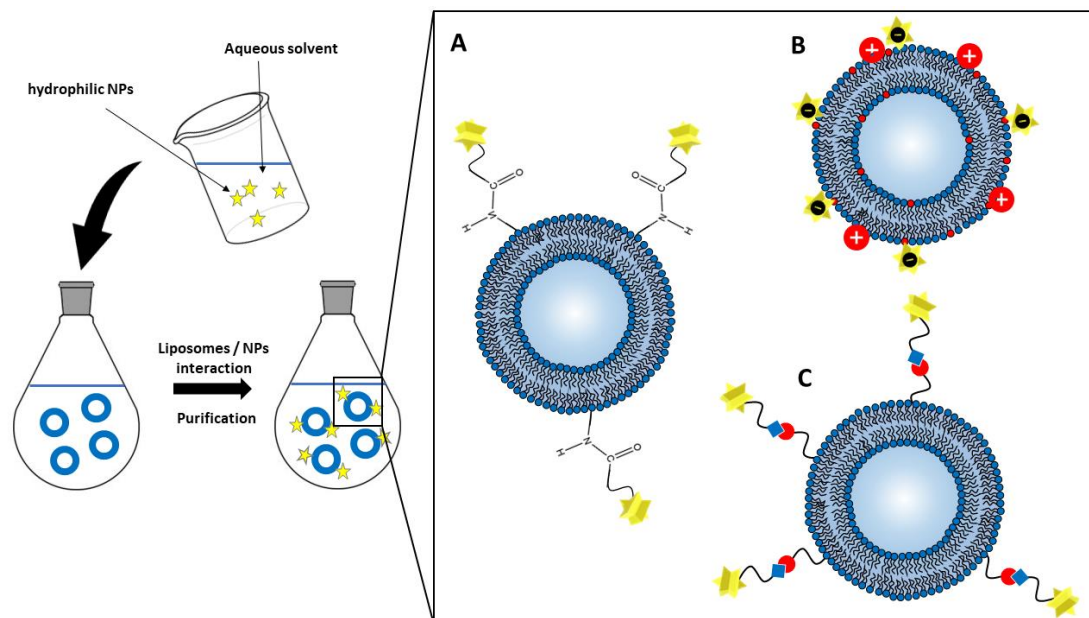 Aqueous solvent
hydrophilic NPs
Liposomes / NPs
interaction
Purification
A
O
C
N
H
O
C
N
H
H
N
C
O
B
+
+
-
-
-
+
-
+
-
C